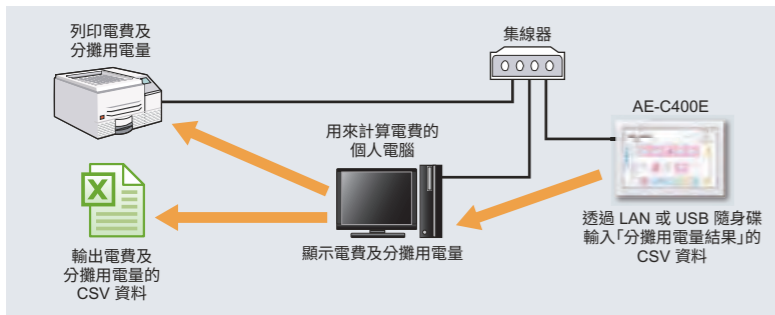 列印電費及
分攤用電量
集線器
AE-C400E
用來計算電費的
個人電腦
顯示電費及分攤用電量
透過 LAN 或 USB 隨身碟
輸入「分攤用電量結果」的
CSV 資料
輸出電費及
分攤用電量的
CSV 資料